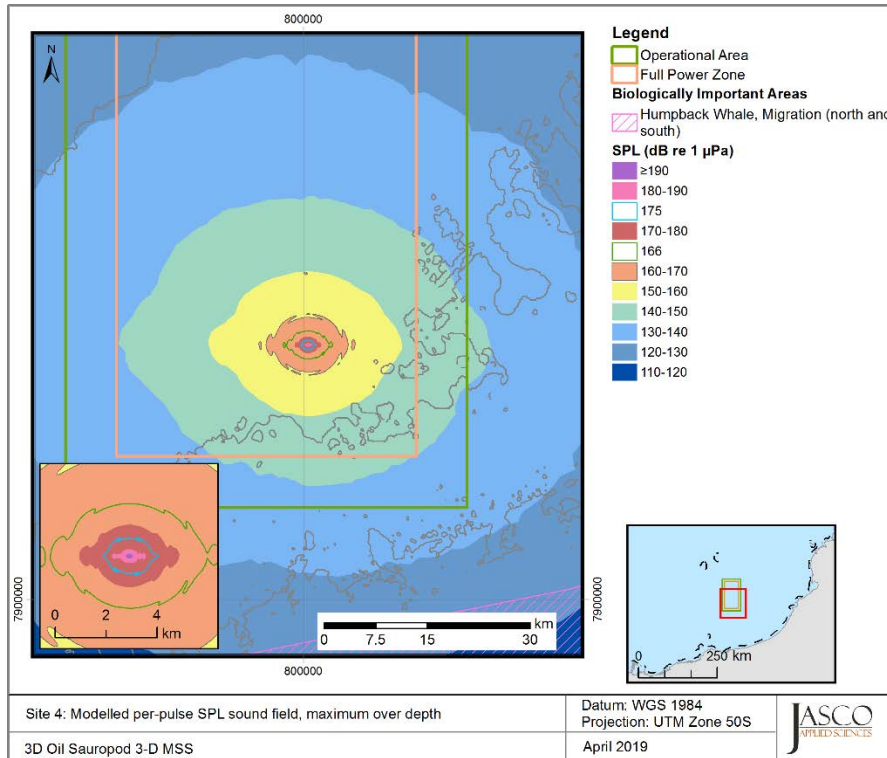 800000
N
7900000
7900000
0 2 4
km
0 7.5 15 30
km
800000
Legend
Operational Area
Full Power Zone
Biologically Important Areas
Humpback Whale, Migration (north and
south)
SPL (dB re 1 µPa)
≥190
180-190
175
170-180
166
160-170
150-160
140-150
130-140
120-130
110-120
0 250 km
Site 4: Modelled per-pulse SPL sound field, maximum over depth
3D Oil Sauropod 3-D MSS
Datum: WGS 1984
Projection: UTM Zone 50S
April 2019
JASCO
APPLIED SCIENCES